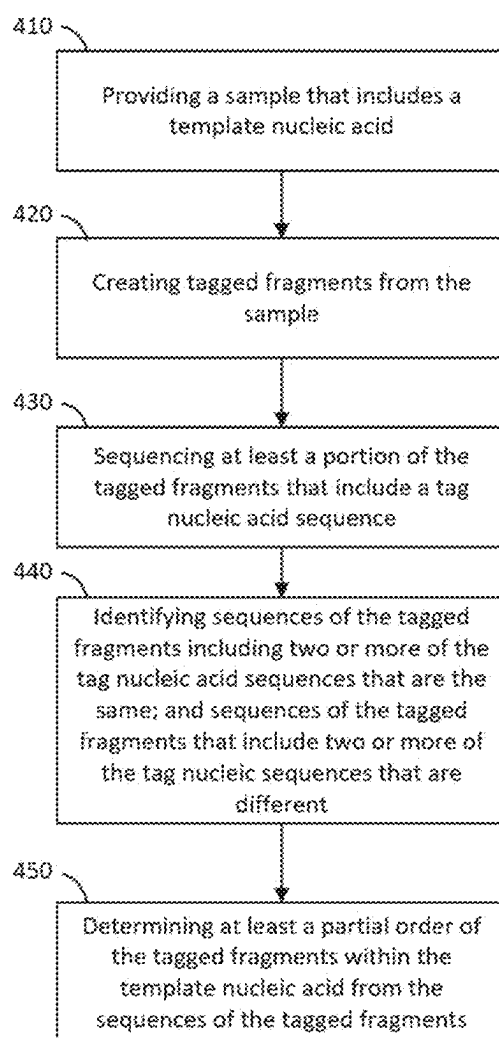 410
Providing a sample that includes a
template nucleic acid
420
Creating tagged fragments from the
sample
430
Sequencing at least a portion of the
tagged fragments that include a tag
nucleic acid sequence
440
Identifying sequences of the tagged
fragments including two or more of
the tag nucleic acid sequences that
are the same; and sequences of the
tagged fragments that include two or
more of the tag nucleic sequences
that are different
450
Determining at least a partial order of
the tagged fragments within the
template nucleic acid from the
sequences of the tagged fragments